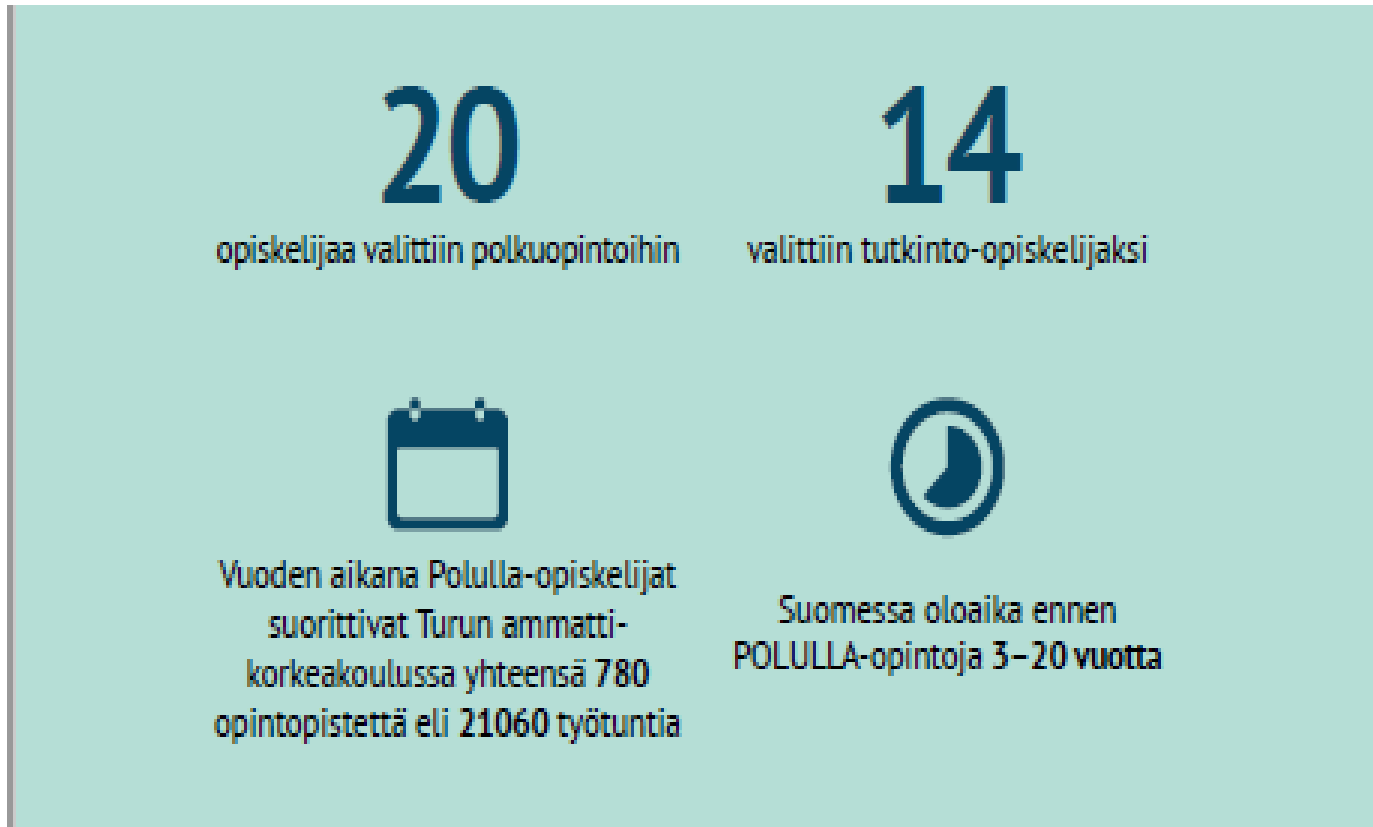 20
opiskelijaa valittiin polkuopintoihin
14
valittiin tutkinto-opiskelijaksi
Vuoden aikana Polulla-opiskelijat
suorittivat Turun ammatti-
korkeakoulussa yhteensä 780
opintopistettä eli 21060 työtuntia
Suomessa oloaika ennen
POLULLA-opintoja 3–20 vuotta